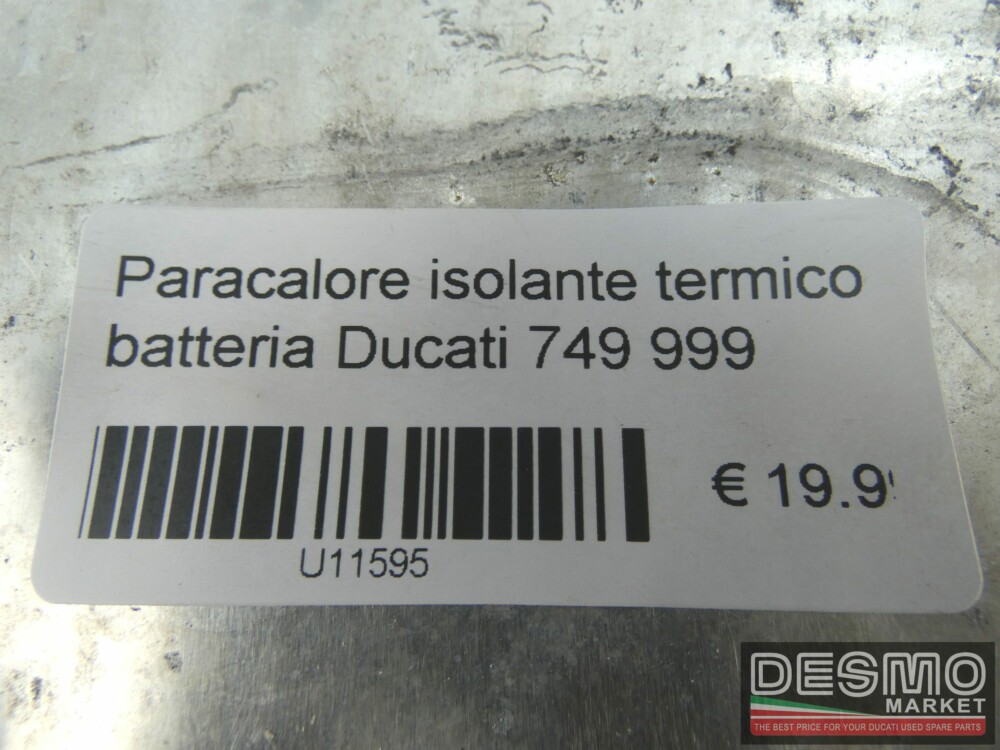 Paracalore isolante termico
batteria Ducati 749 999
€ 19.9
U11595
DESMO
MARKET
THE BEST PRICE FOR YOUR DUCATI USED SPARE PARTS